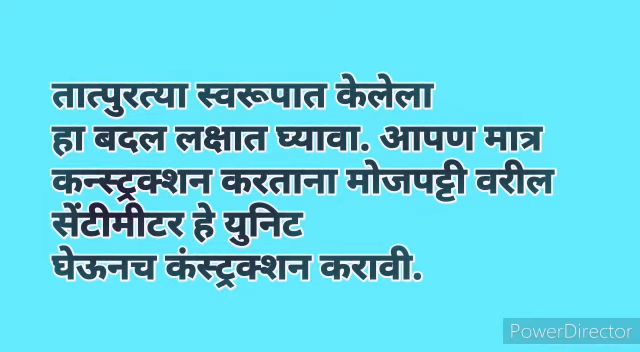 तात्पुरत्या स्वरूपात केलेला
हा बदल लक्षात घ्यावा. आपण मात्र
कन्स्ट्रक्शन करताना मोजपट्टी वरील
सेंटीमीटर हे युनिट
घेऊनच कंस्ट्रक्शन करावी.
PowerDirector